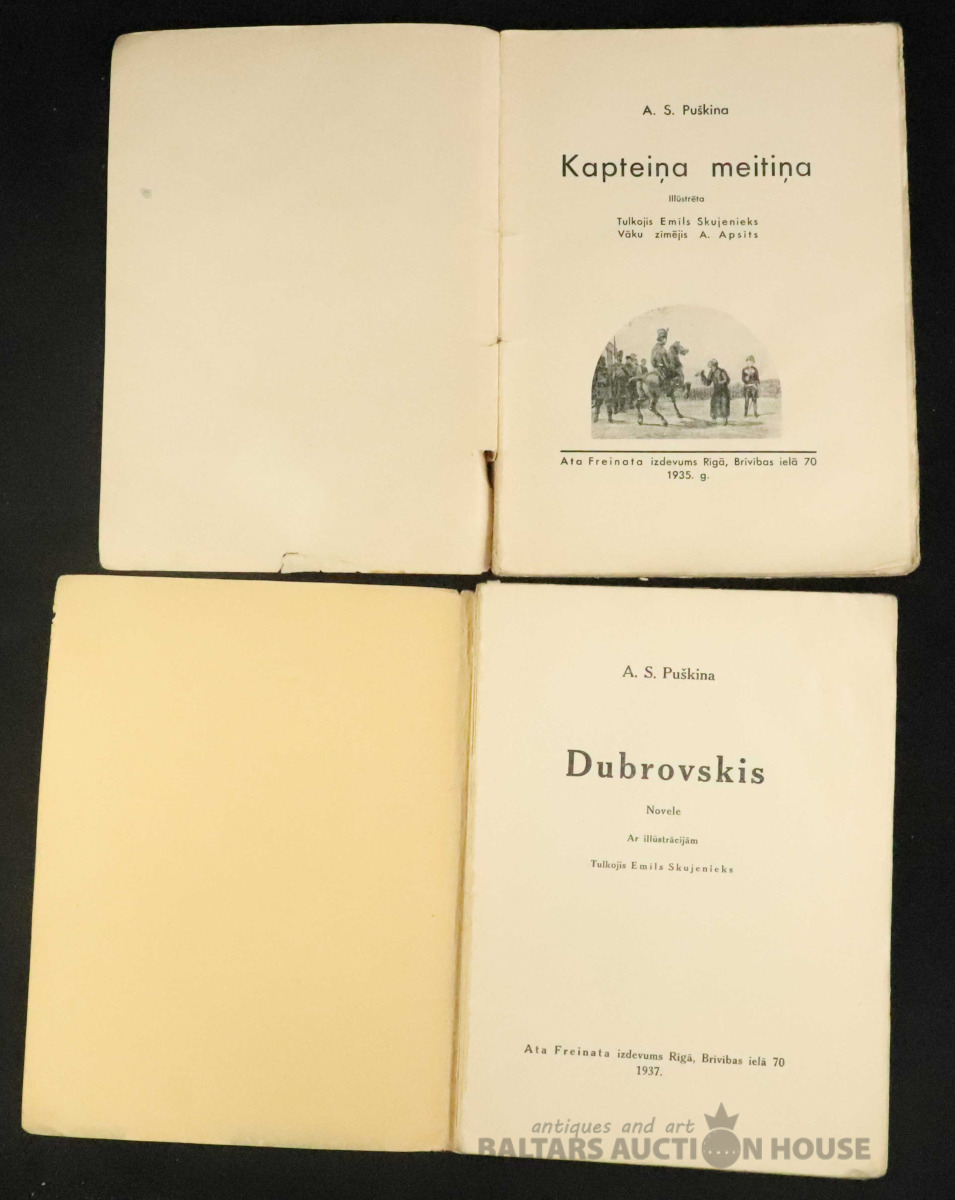 A. S. Puškina
Kapteiņa meitiņa
Illūstrēta
Tulkojis Emils Skujenieks
Vāku zīmējis A. Apsits
Ata Freinata izdevums Rīgā, Brīvības ielā 70
1935. g.
A. S. Puškina
Dubrovskis
Novele
Ar illūstrācijām
Tulkojis Emils Skujenieks
Ata Freinata izdevums Rīgā, Brīvības ielā 70
1937.
antiques and art
BALTARS AUCTION HOUSE